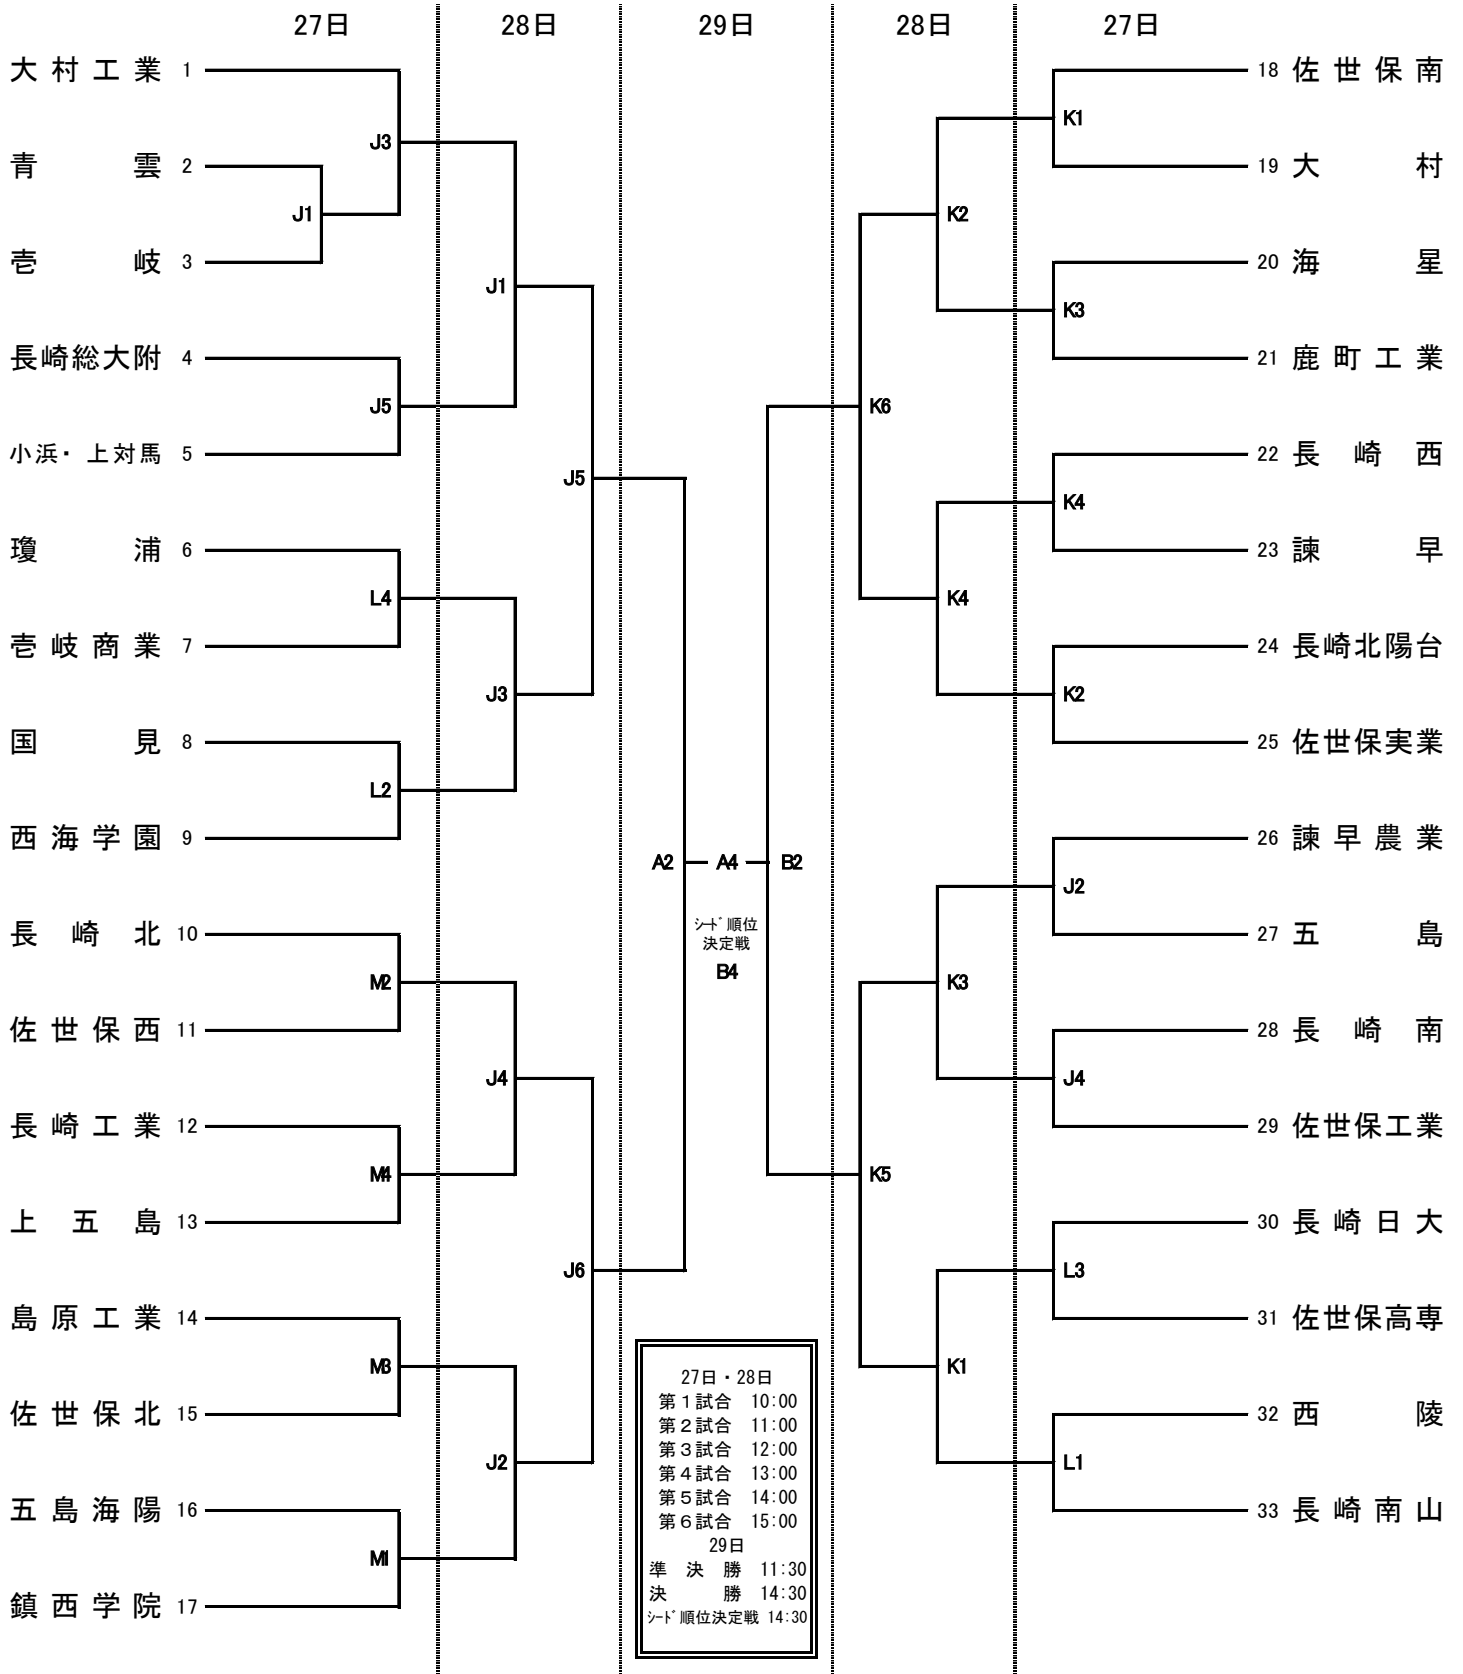 27日 28日 29日 28日 27日
大村工業 1
J3
青雲 2
J1
壱岐 3
J1
長崎総大附 4
J5
小浜・上対馬 5
J5
瓊浦 6
L4
壱岐商業 7
J3
国見 8
L2
西海学園 9
長崎北 10
M2
佐世保西 11
J4
長崎工業 12
M4
上五島 13
J6
島原工業 14
M3
佐世保北 15
J2
五島海陽 16
M1
鎮西学院 17
A2 A4 B2
シード順位
決定戦
B4
18 佐世保南
K1
19 大村
K2
20 海星
K3
21 鹿町工業
K6
22 長崎西
K4
23 諫早
K4
24 長崎北陽台
K2
25 佐世保実業
26 諫早農業
J2
27 五島
K3
28 長崎南
J4
29 佐世保工業
K5
30 長崎日大
L3
31 佐世保高専
K1
32 西陵
L1
33 長崎南山
27日・28日
第1試合 10:00
第2試合 11:00
第3試合 12:00
第4試合 13:00
第5試合 14:00
第6試合 15:00
29日
準決勝 11:30
決勝 14:30
シード順位決定戦 14:30